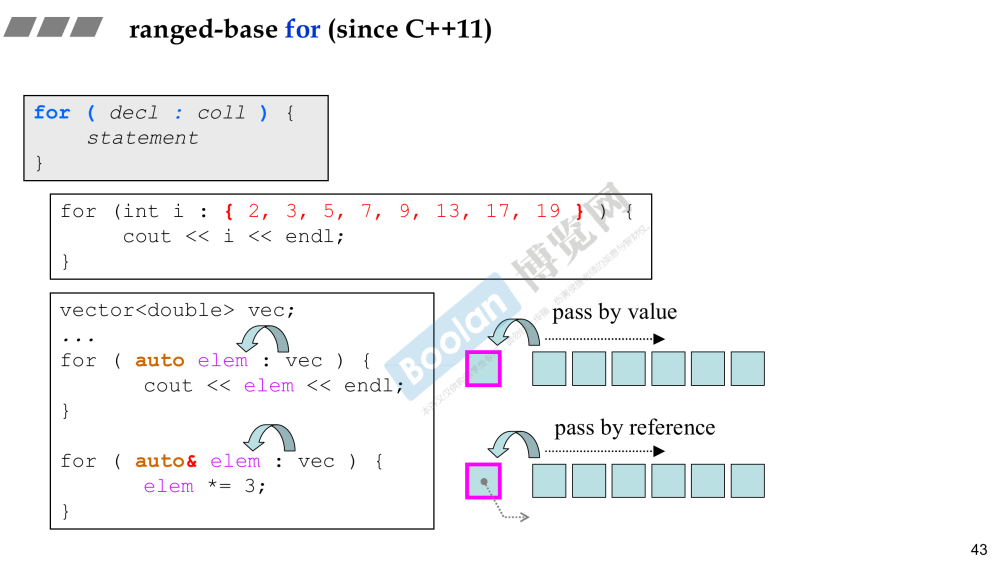 ranged-base for (since C++11)
for ( decl : coll ) {
statement
}
for (int i : { 2, 3, 5, 7, 9, 13, 17, 19 } ) {
cout << i << endl;
}
vector<double> vec;
...
for ( auto elem : vec ) {
cout << elem << endl;
}
for ( auto& elem : vec ) {
elem *= 3;
}
pass by value
pass by reference
Boolan 博览网
43